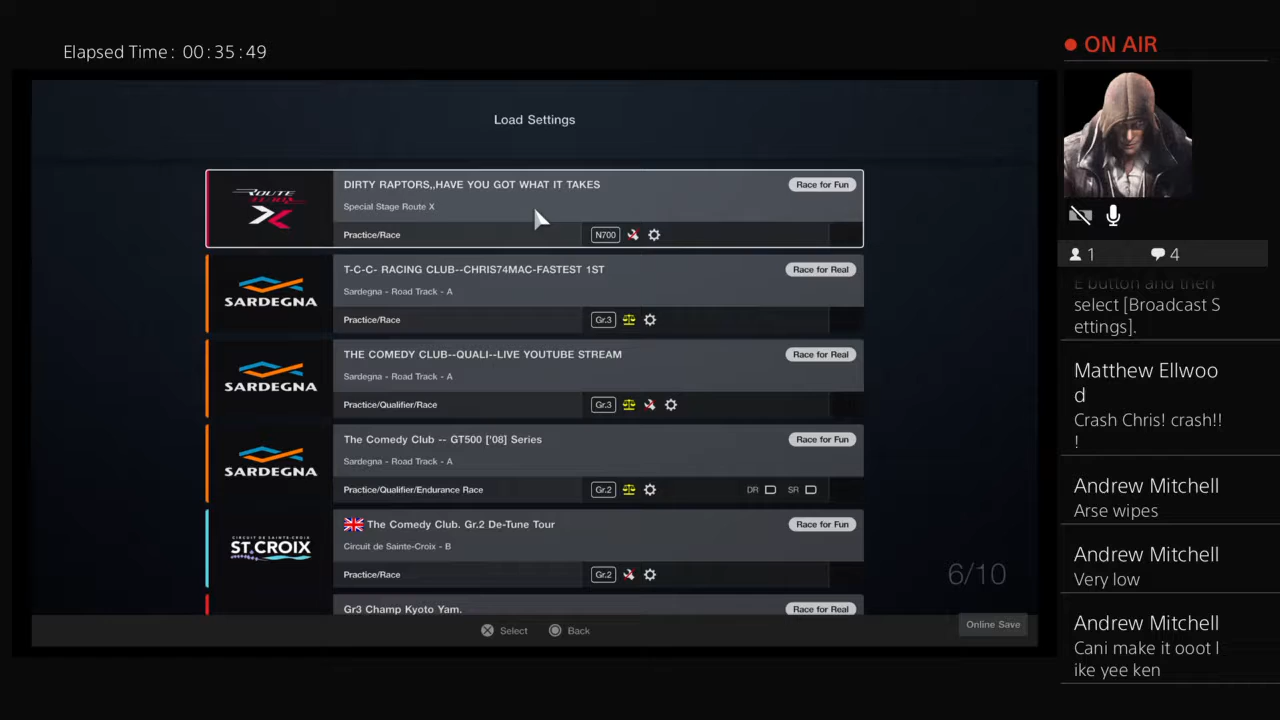 Elapsed Time: 00:35:49
ON AIR
Load Settings
DIRTY RAPTORS,,HAVE YOU GOT WHAT IT TAKES
Race for Fun
Special Stage Route X
Practice/Race
N700
ROUTE
X
T-C-C- RACING CLUB--CHRIS74MAC-FASTEST 1ST
Race for Real
Sardegna - Road Track - A
Practice/Race
Gr.3
SARDEGNA
THE COMEDY CLUB--QUALI--LIVE YOUTUBE STREAM
Race for Real
Sardegna - Road Track - A
Practice/Qualifier/Race
Gr.3
SARDEGNA
The Comedy Club -- GT500 ['08] Series
Race for Fun
Sardegna - Road Track - A
Practice/Qualifier/Endurance Race
Gr.2
DR
SR
SARDEGNA
The Comedy Club. Gr.2 De-Tune Tour
Race for Fun
Circuit de Sainte-Croix - B
Practice/Race
Gr.2
CIRCUIT DE SAINTE-CROIX
ST.CROIX
Gr3 Champ Kyoto Yam.
Race for Real
6/10
Select
Back
Online Save
1
4
E button and then
select [Broadcast S
ettings].
Matthew Ellwoo
d
Crash Chris! crash!!
!
Andrew Mitchell
Arse wipes
Andrew Mitchell
Very low
Andrew Mitchell
Cani make it ooot l
ike yee ken